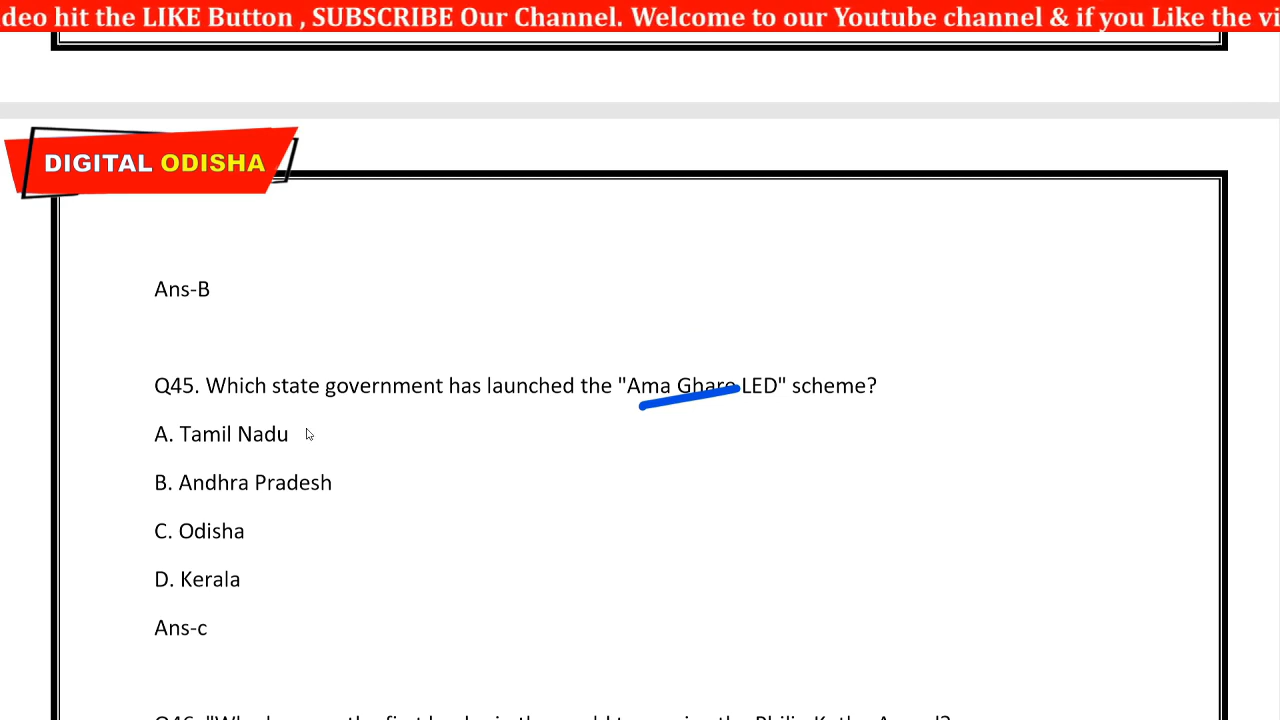 deo hit the LIKE Button , SUBSCRIBE Our Channel. Welcome to our Youtube channel & if you Like the vi
DIGITAL ODISHA
Ans-B
Q45. Which state government has launched the "Ama Ghare LED" scheme?
A. Tamil Nadu
B. Andhra Pradesh
C. Odisha
D. Kerala
Ans-c